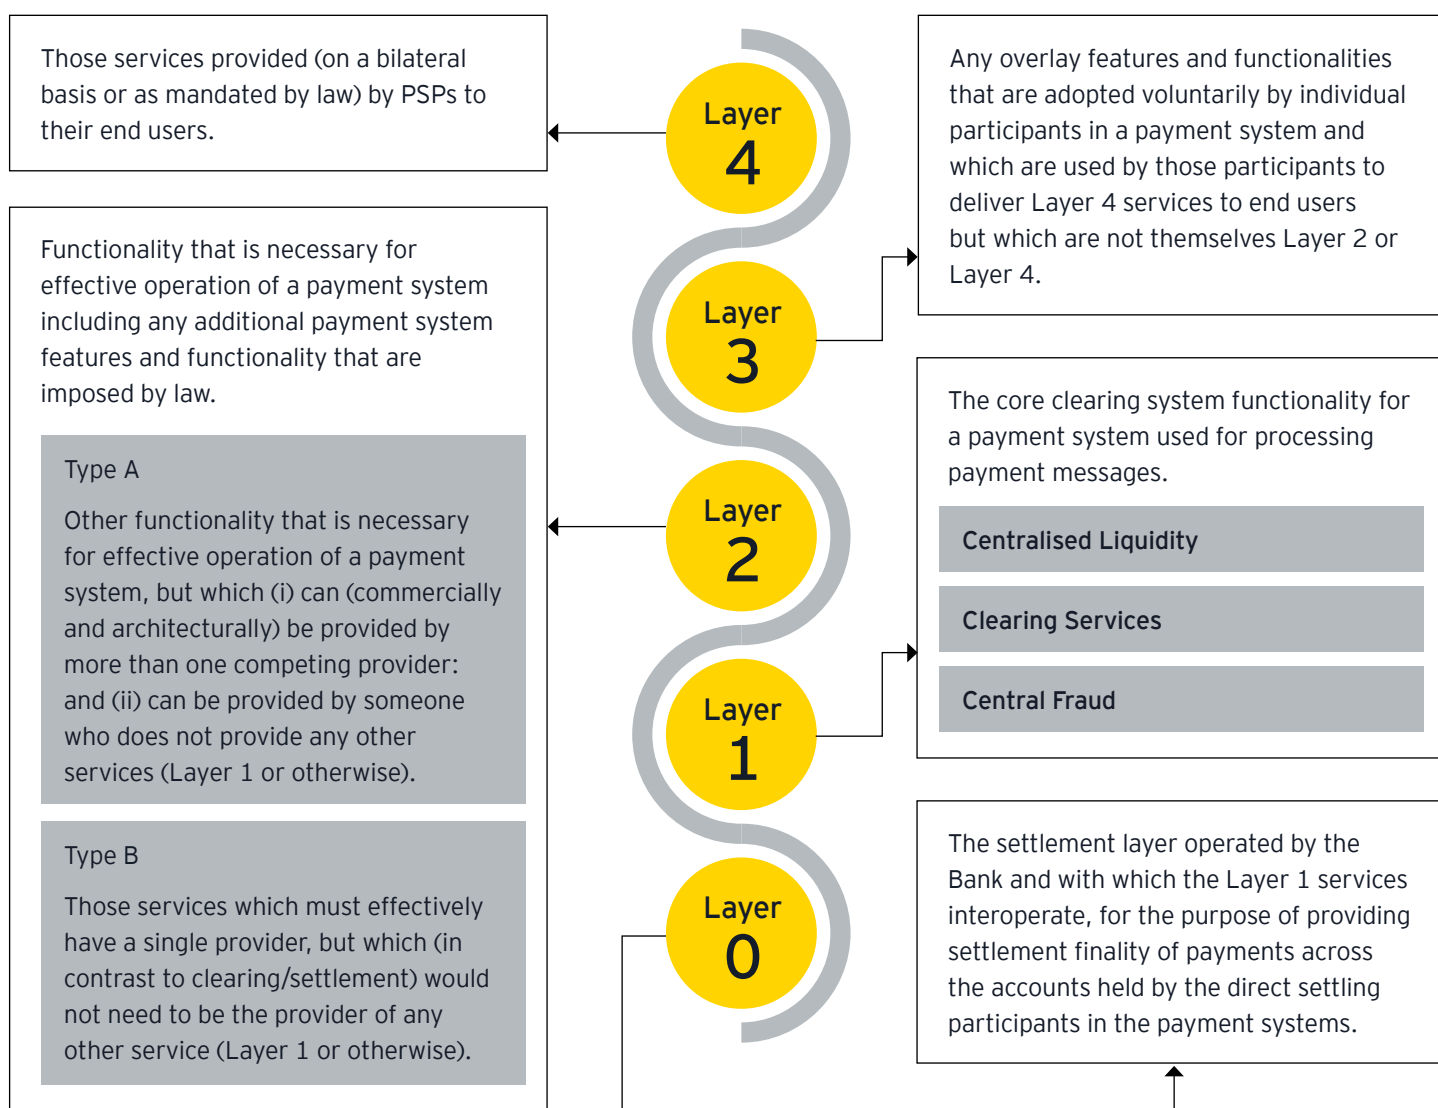 Those services provided (on a bilateral
basis or as mandated by law) by PSPs to
their end users.
Layer
4
Any overlay features and functionalities
that are adopted voluntarily by individual
participants in a payment system and
which are used by those participants to
deliver Layer 4 services to end users
but which are not themselves Layer 2 or
Layer 4.
Layer
3
Functionality that is necessary for
effective operation of a payment system
including any additional payment system
features and functionality that are
imposed by law.
Type A
Other functionality that is necessary
for effective operation of a payment
system, but which (i) can (commercially
and architecturally) be provided by
more than one competing provider:
and (ii) can be provided by someone
who does not provide any other
services (Layer 1 or otherwise).
Type B
Those services which must effectively
have a single provider, but which (in
contrast to clearing/settlement) would
not need to be the provider of any
other service (Layer 1 or otherwise).
Layer
2
The core clearing system functionality for
a payment system used for processing
payment messages.
Centralised Liquidity
Clearing Services
Central Fraud
Layer
1
Layer
0
The settlement layer operated by the
Bank and with which the Layer 1 services
interoperate, for the purpose of providing
settlement finality of payments across
the accounts held by the direct settling
participants in the payment systems.